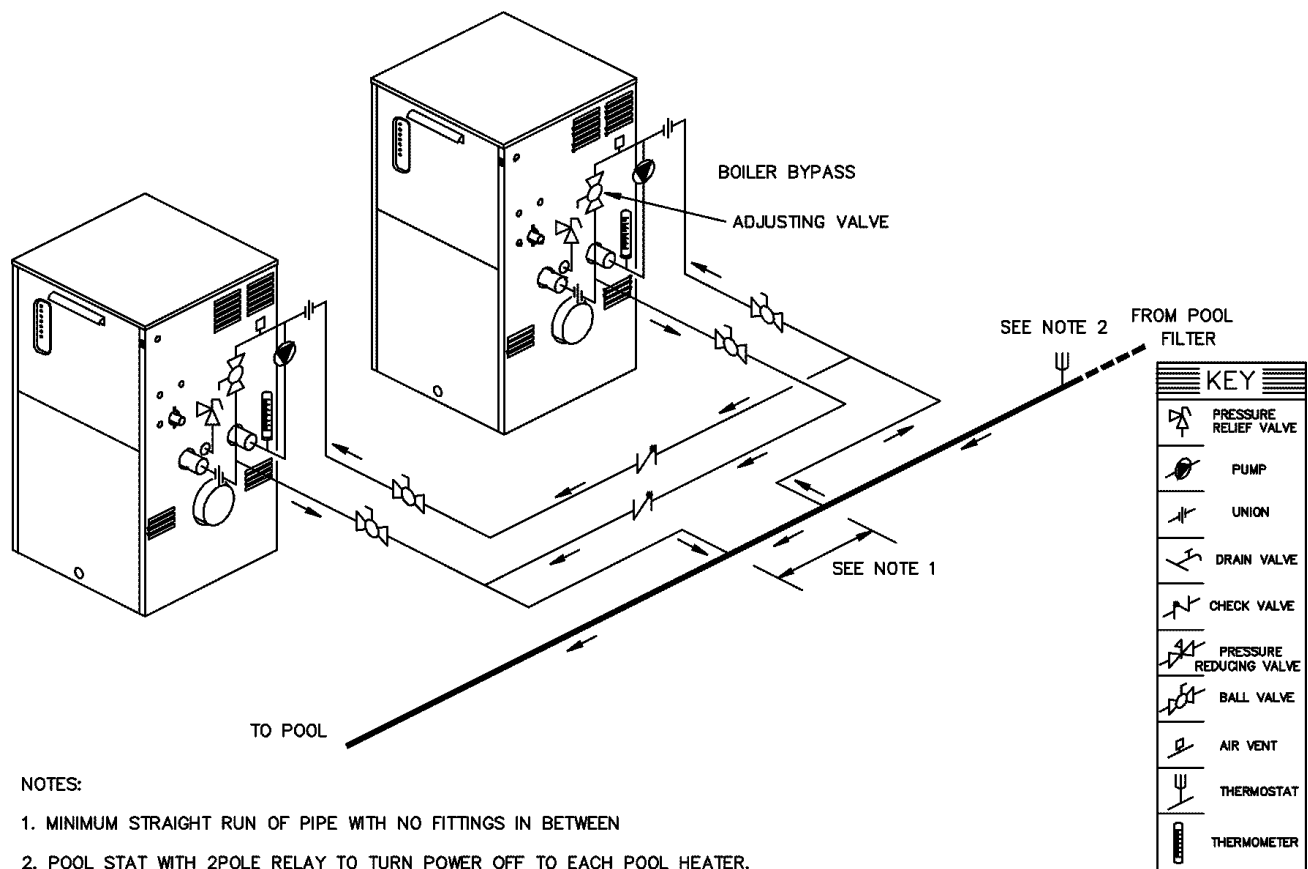 BOILER BYPASS
ADJUSTING VALVE
SEE NOTE 2
FROM POOL
FILTER
SEE NOTE 1
TO POOL
KEY
PRESSURE
RELIEF VALVE
PUMP
UNION
DRAIN VALVE
CHECK VALVE
PRESSURE
REDUCING VALVE
BALL VALVE
AIR VENT
THERMOSTAT
THERMOMETER
NOTES:
1. MINIMUM STRAIGHT RUN OF PIPE WITH NO FITTINGS IN BETWEEN
2. POOL STAT WITH 2POLE RELAY TO TURN POWER OFF TO EACH POOL HEATER.